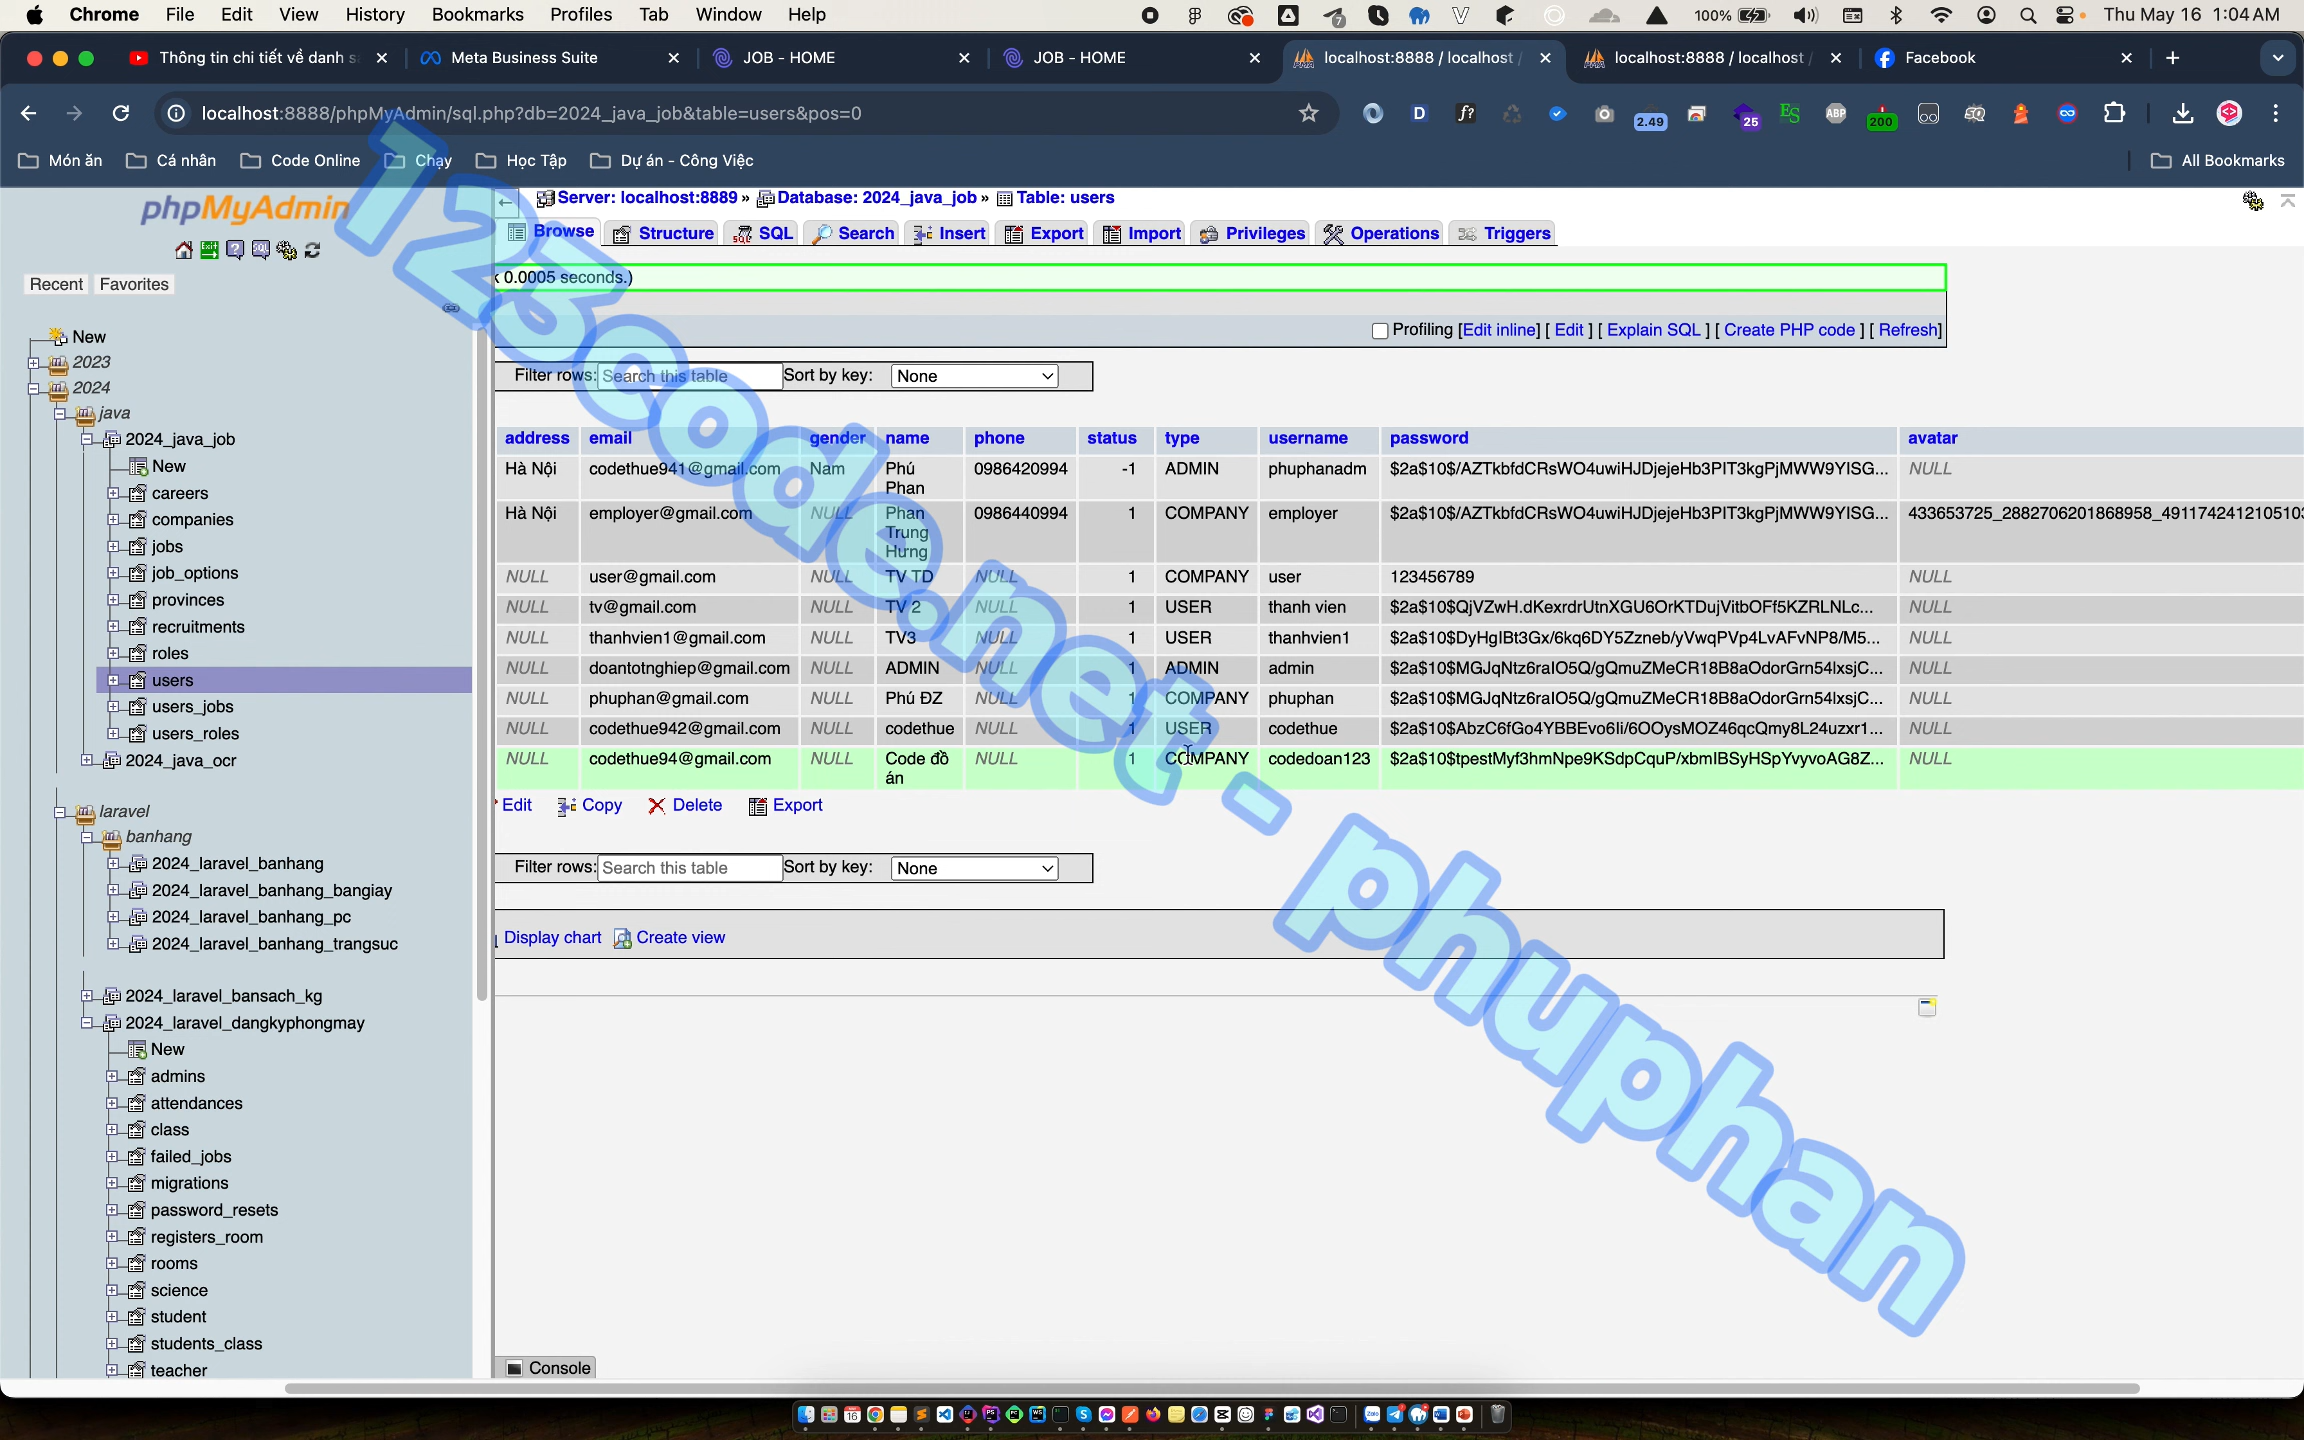 Chrome File Edit View History Bookmarks Profiles Tab Window Help 7 100% Thu May 16 1:04 AM
Thông tin chi tiết về danh s Meta Business Suite JOB - HOME JOB - HOME localhost:8888 / localhost / localhost:8888 / localhost / Facebook
localhost:8888/phpMyAdmin/sql.php?db=2024_java_job&table=users&pos=0 D f? 2.49 25 ES ABP 200
Món ăn Cá nhân Code Online Chạy Học Tập Dự án - Công Việc All Bookmarks
phpMyAdmin
Recent Favorites
New
2023
2024
java
2024_java_job
New
careers
companies
jobs
job_options
provinces
recruitments
roles
users
users_jobs
users_roles
2024_java_ocr
laravel
banhang
2024_laravel_banhang
2024_laravel_banhang_bangiay
2024_laravel_banhang_pc
2024_laravel_banhang_trangsuc
2024_laravel_bansach_kg
2024_laravel_dangkyphongmay
New
admins
attendances
class
failed_jobs
migrations
password_resets
registers_room
rooms
science
student
students_class
teacher
Server: localhost:8889 » Database: 2024_java_job » Table: users
Browse Structure SQL Search Insert Export Import Privileges Operations Triggers
0.0005 seconds.)
Profiling [Edit inline] [ Edit ] [ Explain SQL ] [ Create PHP code ] [ Refresh]
Filter rows: Search this table Sort by key: None
address email gender name phone status type username password avatar
Hà Nội codethue941@gmail.com Nam Phú Phan 0986420994 -1 ADMIN phuphanadm $2a$10$/AZTkbfdCRsWO4uwiHJDjejeHb3PIT3kgPjMWW9YISG... NULL
Hà Nội employer@gmail.com NULL Phan Trung Hưng 0986440994 1 COMPANY employer $2a$10$/AZTkbfdCRsWO4uwiHJDjejeHb3PIT3kgPjMWW9YISG... 433653725_2882706201868958_4911742412105103
NULL user@gmail.com NULL TV TD NULL 1 COMPANY user 123456789 NULL
NULL tv@gmail.com NULL TV 2 NULL 1 USER thanh vien $2a$10$QjVZwH.dKexrdrUtnXGU6OrKTDujVitbOFf5KZRLNLc... NULL
NULL thanhvien1@gmail.com NULL TV3 NULL 1 USER thanhvien1 $2a$10$DyHgIBt3Gx/6kq6DY5Zzneb/yVwqPVp4LvAFvNP8/M5... NULL
NULL doantotnghiep@gmail.com NULL ADMIN NULL 1 ADMIN admin $2a$10$MGJqNtz6raIO5Q/gQmuZMeCR18B8aOdorGrn54lxsjC... NULL
NULL phuphan@gmail.com NULL Phú ĐZ NULL 1 COMPANY phuphan $2a$10$MGJqNtz6raIO5Q/gQmuZMeCR18B8aOdorGrn54lxsjC... NULL
NULL codethue942@gmail.com NULL codethue NULL 1 USER codethue $2a$10$AbzC6fGo4YBBEvo6Ii/6OOysMOZ46qcQmy8L24uzxr1... NULL
NULL codethue94@gmail.com NULL Code đồ án NULL 1 COMPANY codedoan123 $2a$10$tpestMyf3hmNpe9KSdpCquP/xbmIBSyHSpYvyvoAG8Z... NULL
Edit Copy Delete Export
Filter rows: Search this table Sort by key: None
Display chart Create view
Console
123code.net - phuphan